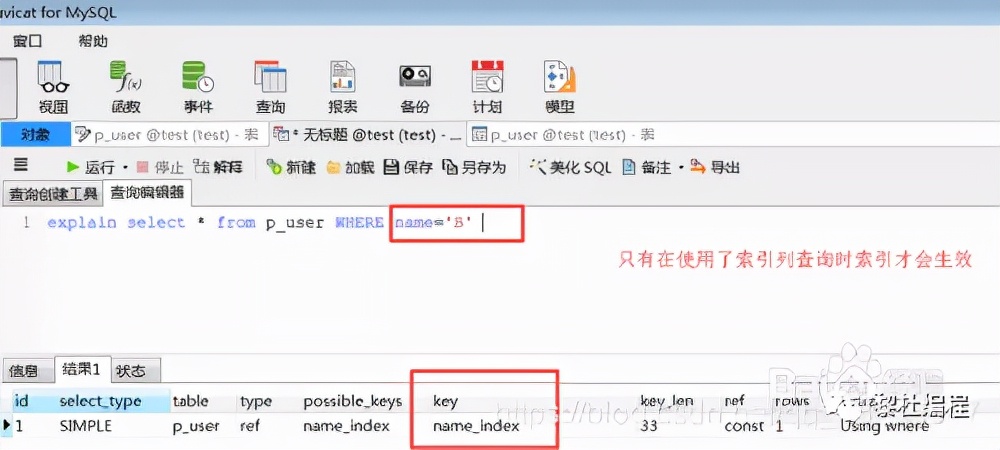 avicat for MySQL
窗口 帮助
视图 函数 事件 查询 报表 备份 计划 模型
对象 p_user @test (test) - 表 * 无标题 @test (test) - p_user @test (test) - 表
运行 停止 解释 新建 加载 保存 另存为 美化 SQL 备注 导出
查询创建工具 查询编辑器
1 explain select * from p_user WHERE name='B'
只有在使用了索引列查询时索引才会生效
信息 结果1 状态
id select_type table type possible_keys key key_len ref rows
1 SIMPLE p_user ref name_index name_index 33 const 1 Using where
https://blog.csdn.n